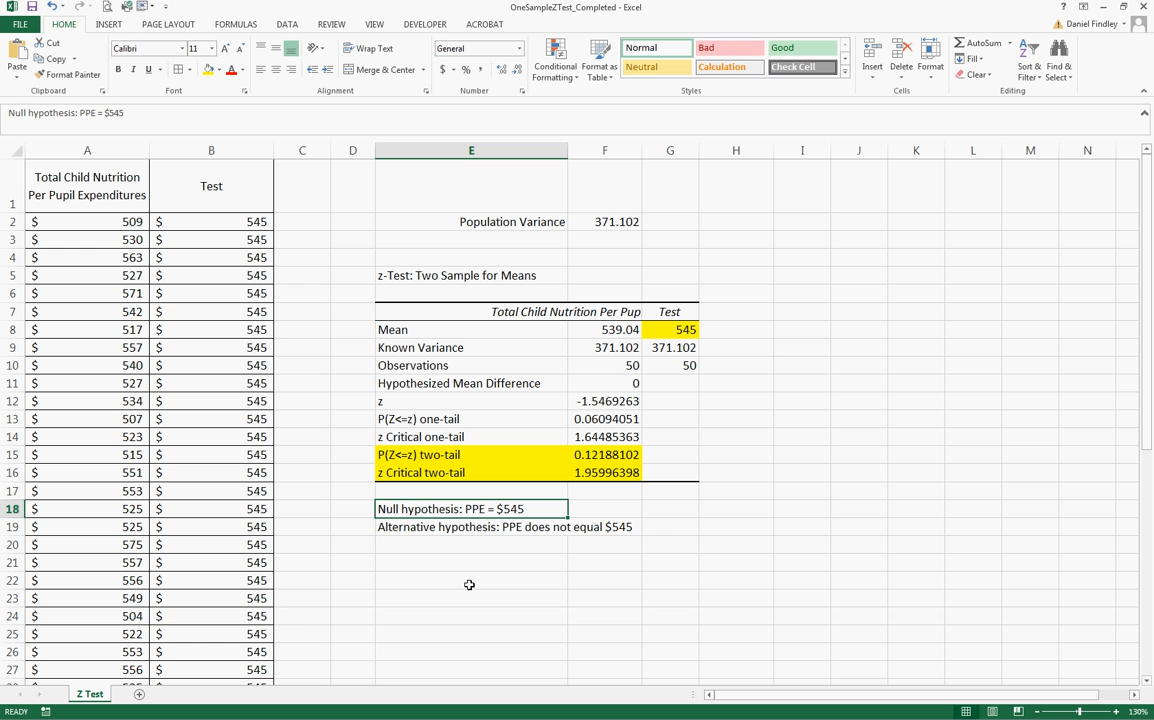 OneSampleZTest_Completed - Excel
FILE HOME INSERT PAGE LAYOUT FORMULAS DATA REVIEW VIEW DEVELOPER ACROBAT Daniel Findley
Cut
Copy
Format Painter
Paste
Clipboard
Calibri 11
B I U
Font
Wrap Text
Merge & Center
Alignment
General
$ % ,
Number
Conditional Formatting
Format as Table
Normal Bad Good
Neutral Calculation Check Cell
Styles
Insert Delete Format
Cells
AutoSum
Fill
Clear
Sort & Filter
Find & Select
Editing
Null hypothesis: PPE = $545
A B C D E F G H I J K L M N
1 Total Child Nutrition Per Pupil Expenditures Test
2 $ 509 $ 545 Population Variance 371.102
3 $ 530 $ 545
4 $ 563 $ 545
5 $ 527 $ 545 z-Test: Two Sample for Means
6 $ 571 $ 545
7 $ 542 $ 545 Total Child Nutrition Per Pup Test
8 $ 517 $ 545 Mean 539.04 545
9 $ 557 $ 545 Known Variance 371.102 371.102
10 $ 540 $ 545 Observations 50 50
11 $ 527 $ 545 Hypothesized Mean Difference 0
12 $ 534 $ 545 z -1.5469263
13 $ 507 $ 545 P(Z<=z) one-tail 0.06094051
14 $ 523 $ 545 z Critical one-tail 1.64485363
15 $ 515 $ 545 P(Z<=z) two-tail 0.12188102
16 $ 551 $ 545 z Critical two-tail 1.95996398
17 $ 553 $ 545
18 $ 525 $ 545 Null hypothesis: PPE = $545
19 $ 525 $ 545 Alternative hypothesis: PPE does not equal $545
20 $ 575 $ 545
21 $ 557 $ 545
22 $ 556 $ 545
23 $ 549 $ 545
24 $ 504 $ 545
25 $ 522 $ 545
26 $ 553 $ 545
27 $ 556 $ 545
Z Test
READY 130%